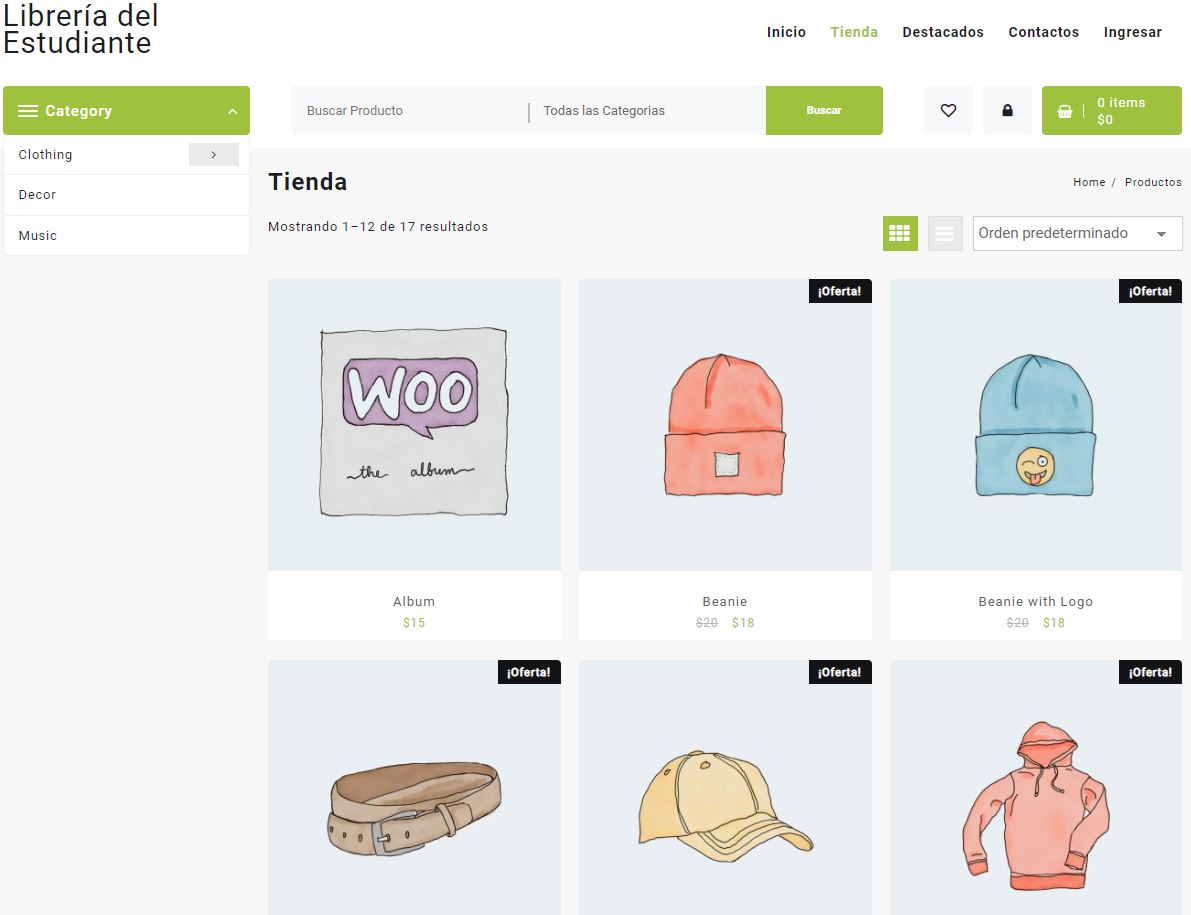 Librería del
Estudiante
Inicio Tienda Destacados Contactos Ingresar
Category
Buscar Producto
Todas las Categorias
Buscar
0 items
$0
Clothing
Decor
Music
Tienda
Home / Productos
Mostrando 1–12 de 17 resultados
Orden predeterminado
WOO
the album
Album
$15
¡Oferta!
Beanie
$20 $18
¡Oferta!
Beanie with Logo
$20 $18
¡Oferta!
¡Oferta!
¡Oferta!